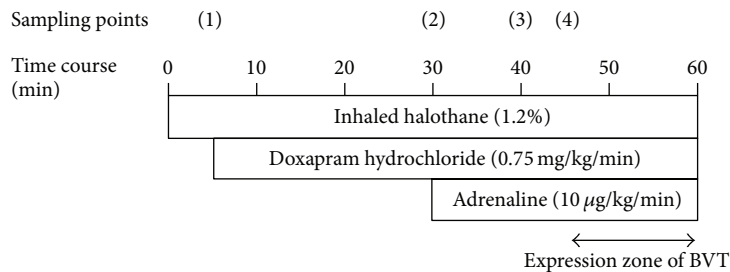 Sampling points (1) (2) (3) (4)
Time course (min) 0 10 20 30 40 50 60
Inhaled halothane (1.2%)
Doxapram hydrochloride (0.75 mg/kg/min)
Adrenaline (10 μg/kg/min)
Expression zone of BVT